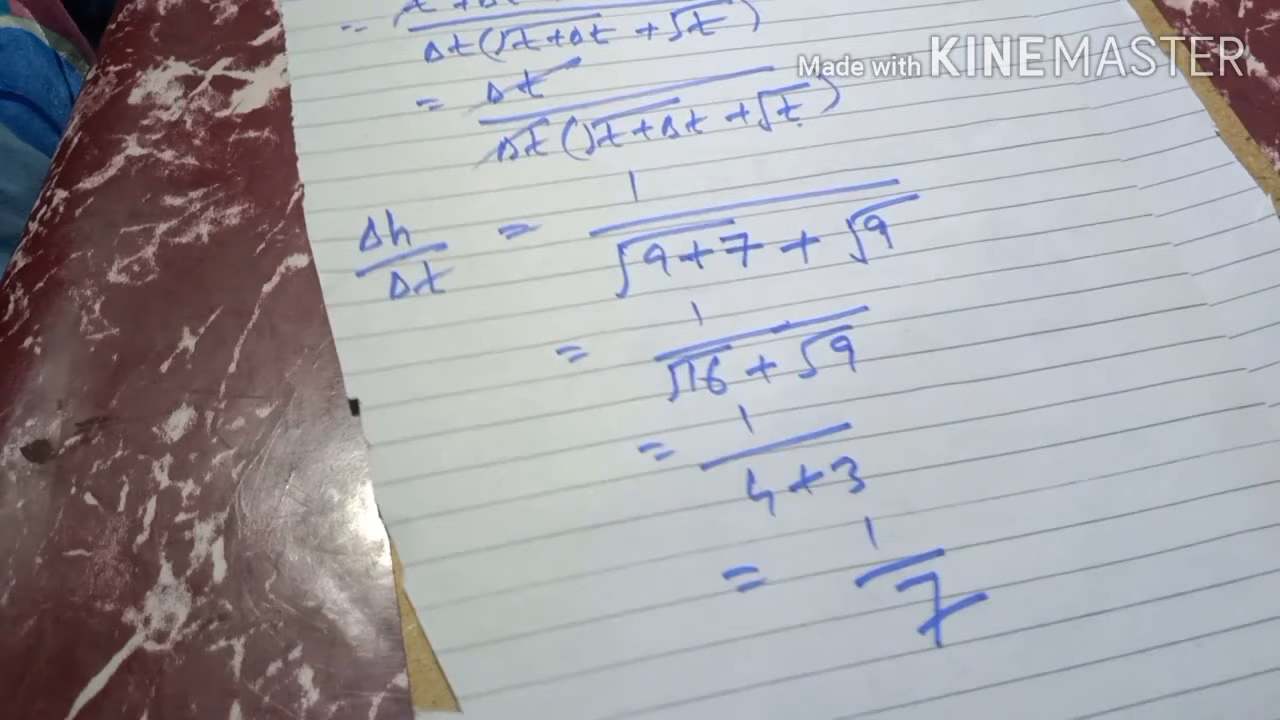 Made with KINEMASTER
=
Δt(√t+Δt + √t)
= Δt
Δt (√t+Δt + √t)
Δh/Δt = 1/(√9+7 + √9)
= 1/(√16 + √9)
= 1/(4+3)
= 1/7